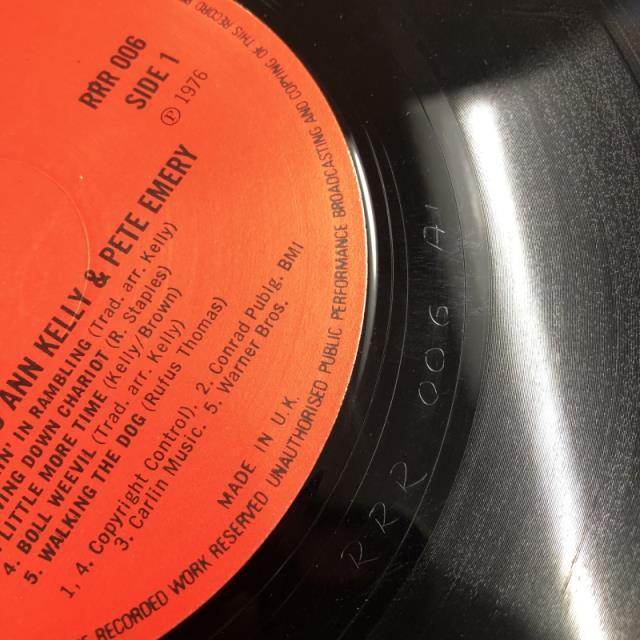 RRR 006
SIDE 1
℗ 1976
ANN KELLY & PETE EMERY
IN RAMBLING (Trad. arr. Kelly)
DOWN CHARIOT (R. Staples)
LITTLE MORE TIME (Kelly/Brown)
4. BOLL WEEVIL (Trad. arr. Kelly)
5. WALKING THE DOG (Rufus Thomas)
1, 4. Copyright Control). 2. Conrad Publg. BMI
3. Carlin Music. 5. Warner Bros.
MADE IN U.K.
RECORDED WORK RESERVED UNAUTHORISED PUBLIC PERFORMANCE BROADCASTING AND COPYING OF THIS RECORD
RRR 006 A1